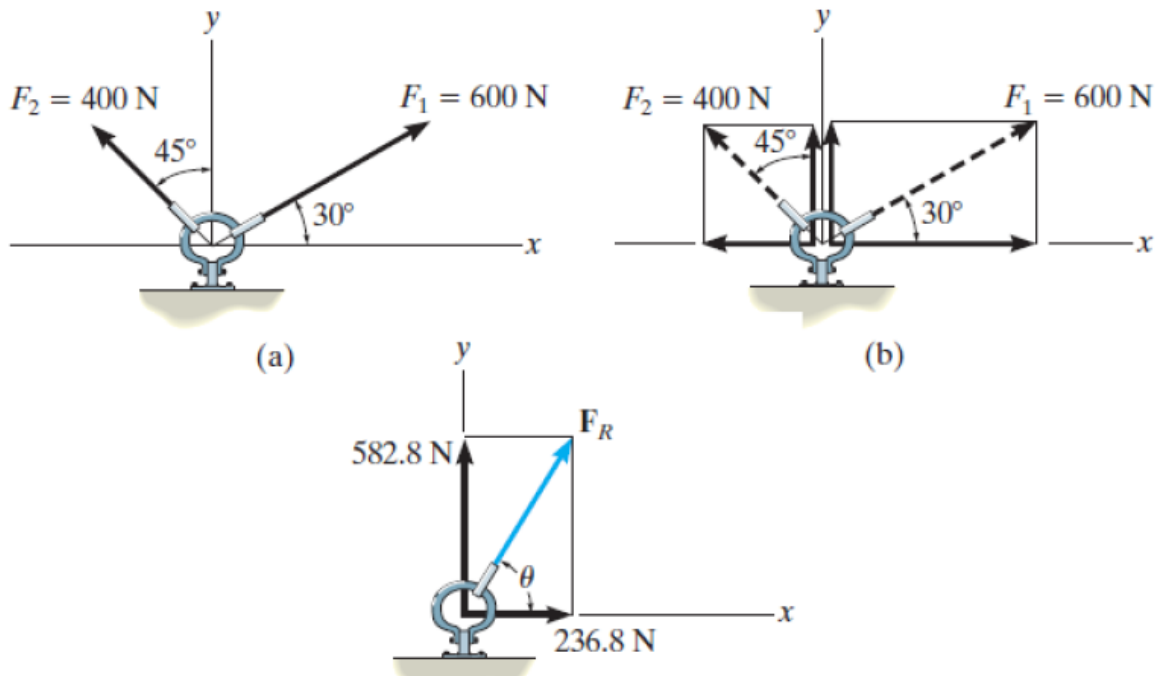 y y
F₂ = 400 N F₁ = 600 N F₂ = 400 N F₁ = 600 N
45° 45°
30° 30°
x x
(a) y (b)
F_R
582.8 N
θ
x
236.8 N